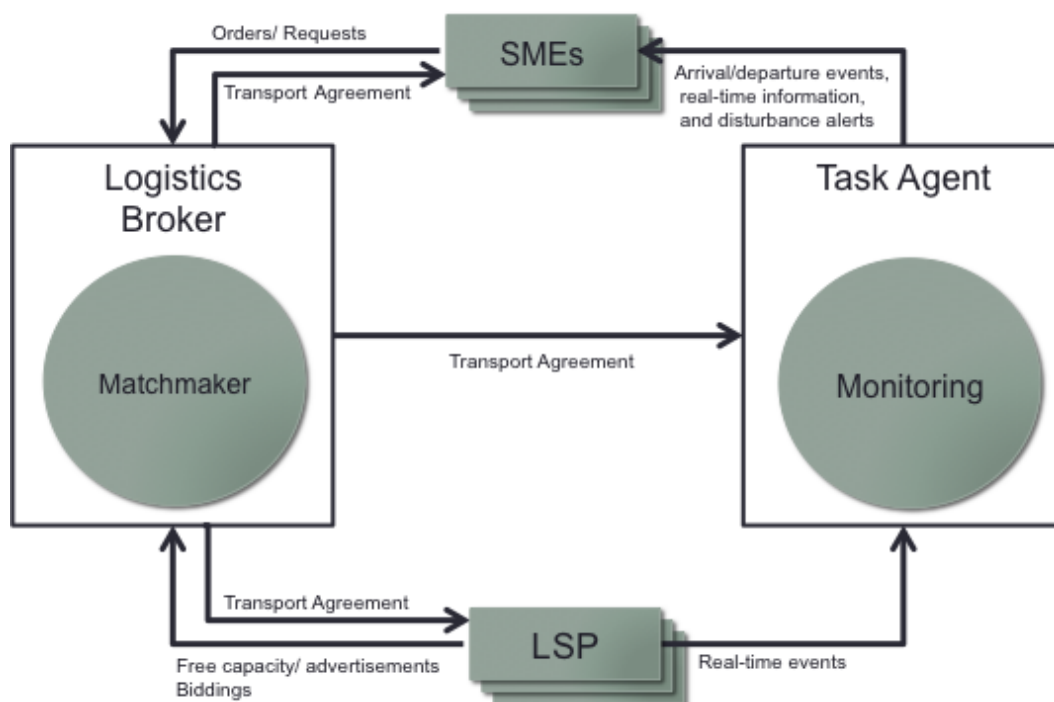 Orders/ Requests
SMEs
Transport Agreement
Arrival/departure events,
real-time information,
and disturbance alerts
Logistics
Broker
Task Agent
Matchmaker
Transport Agreement
Monitoring
Transport Agreement
LSP
Free capacity/ advertisements
Biddings
Real-time events